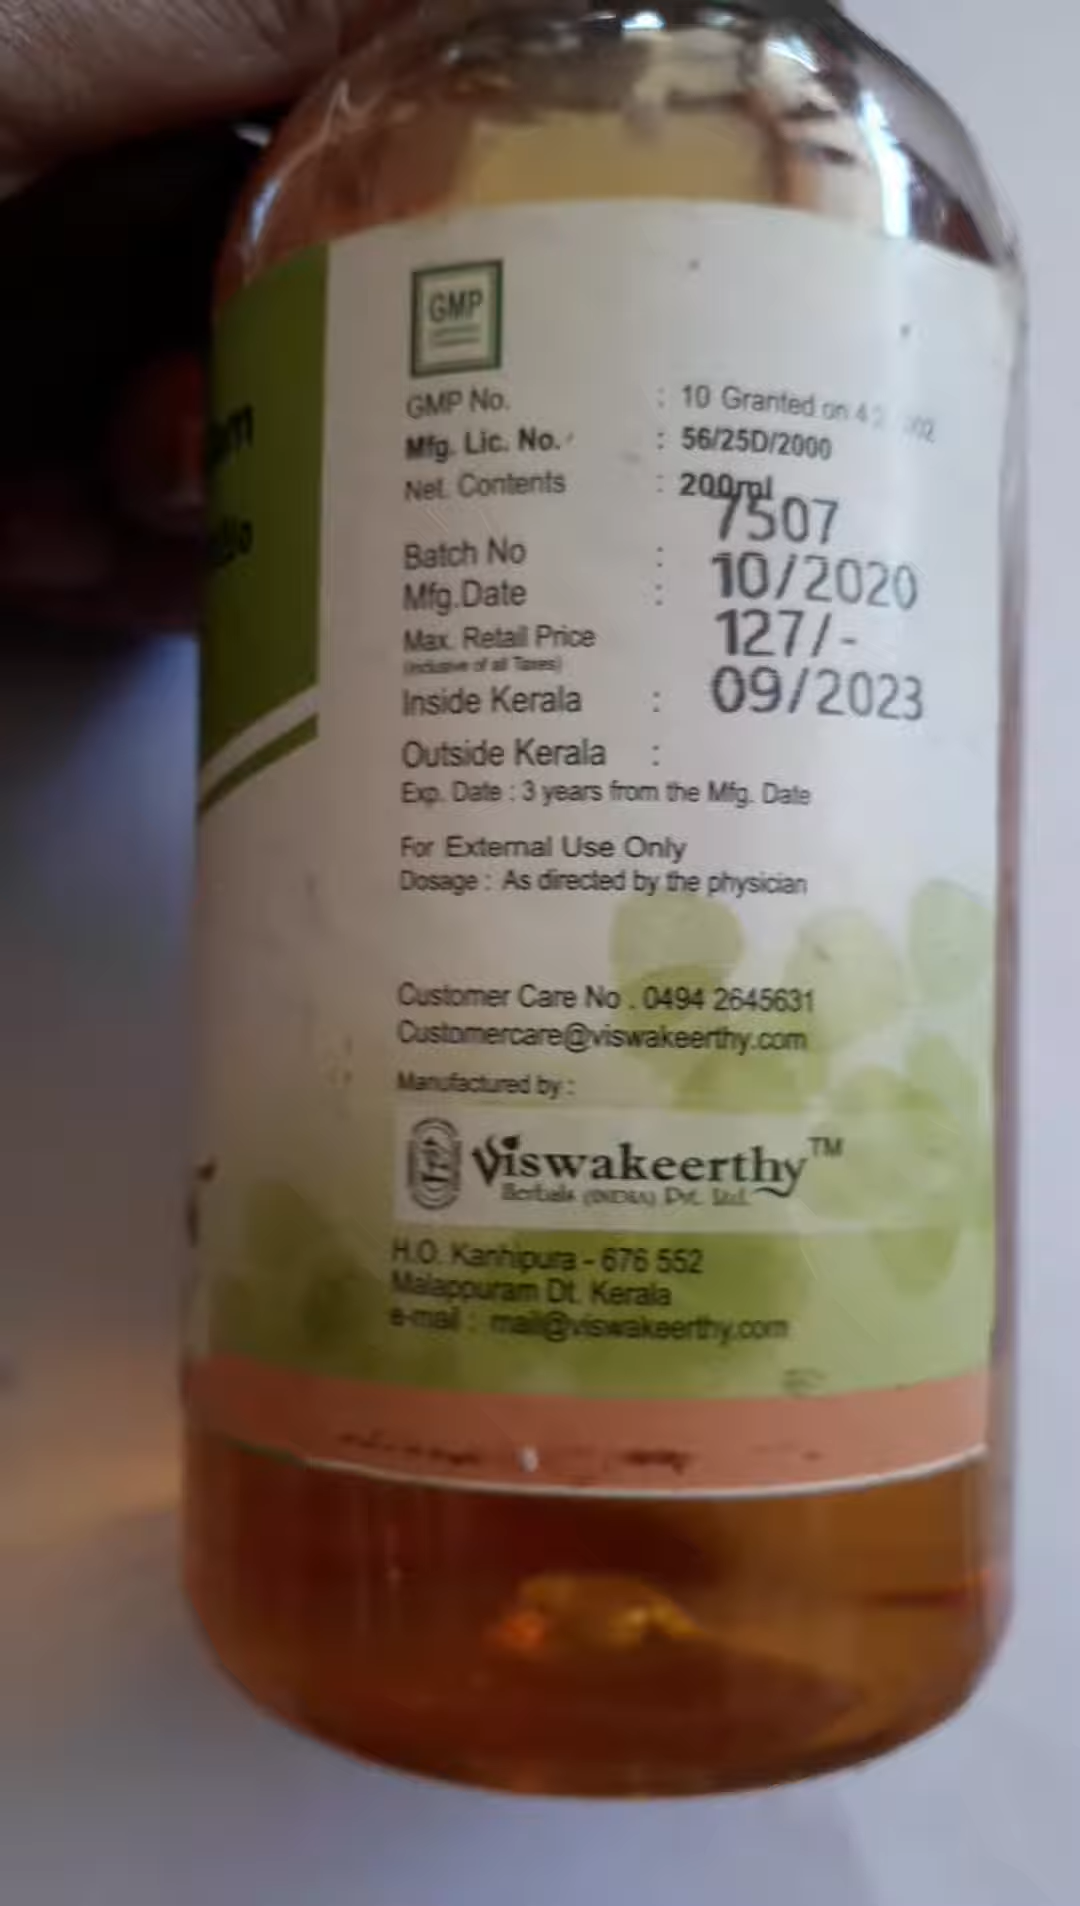 GMP
GMP No. : 10 Granted on 4
Mfg. Lic. No. : 56/25D/2000
Net. Contents : 200ml
Batch No : 7507
Mfg.Date : 10/2020
Max. Retail Price 127/-
(inclusive of all Taxes)
Inside Kerala : 09/2023
Outside Kerala :
Exp. Date : 3 years from the Mfg. Date
For External Use Only
Dosage : As directed by the physician
Customer Care No . 0494 2645631
Customercare@viswakeerthy.com
Manufactured by :
Viswakeerthy™
Herbals (INDIA) Pvt. Ltd.
H.O. Kanhipura - 676 552
Malappuram Dt. Kerala
e-mail : mail@viswakeerthy.com